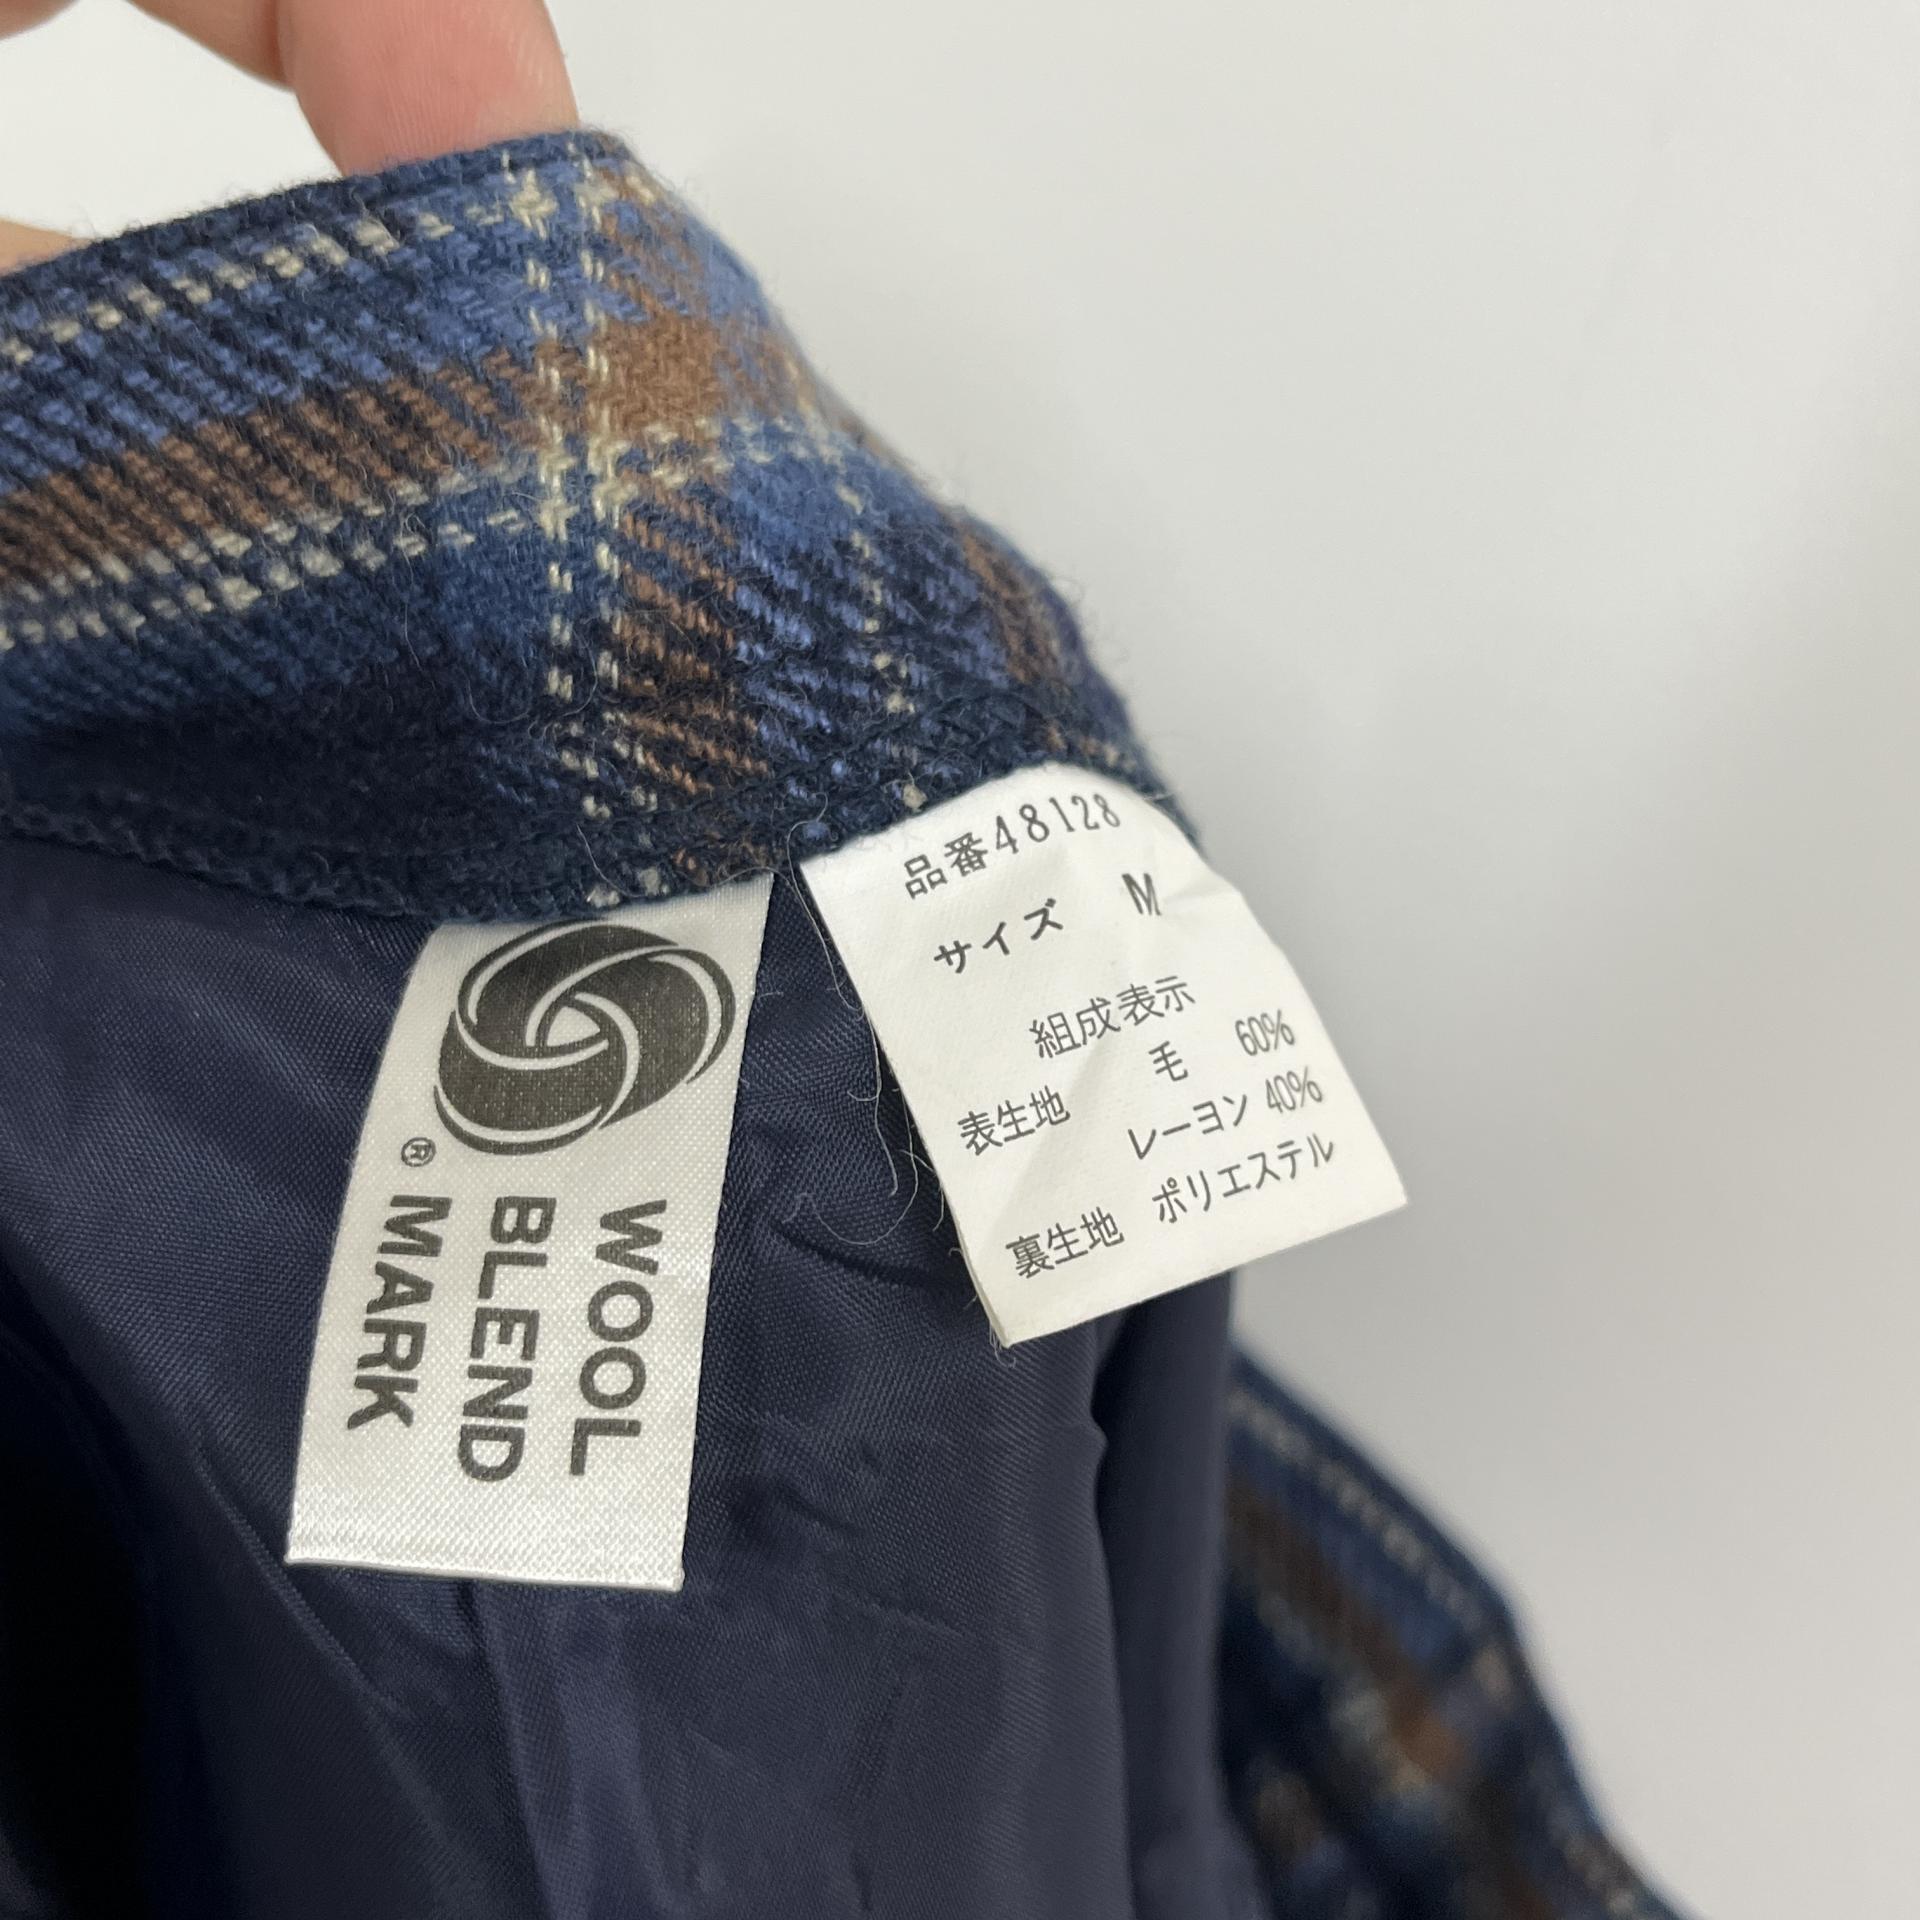 WOOL
BLEND
® MARK
品番48128
サイズ M
組成表示
毛 60%
表生地
レーヨン 40%
裏生地 ポリエステル